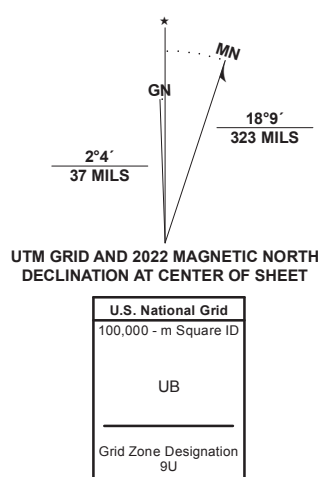 ★
MN
GN
18°9´
323 MILS
2°4´
37 MILS
UTM GRID AND 2022 MAGNETIC NORTH
DECLINATION AT CENTER OF SHEET
U.S. National Grid
100,000 - m Square ID
UB
Grid Zone Designation
9U